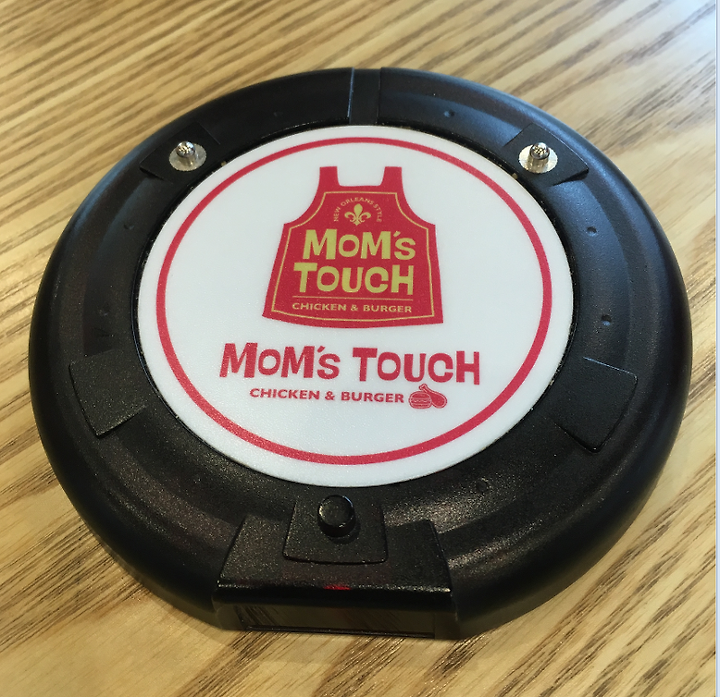 NEW ORLEANS STYLE
MOM'S
TOUCH
CHICKEN & BURGER
MOM'S TOUCH
CHICKEN & BURGER